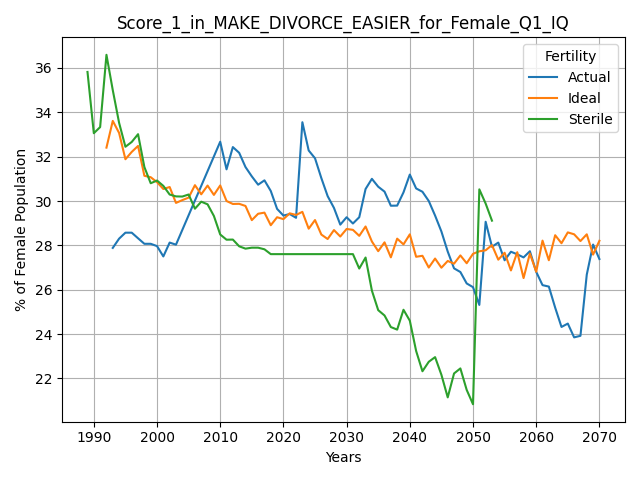 Score_1_in_MAKE_DIVORCE_EASIER_for_Female_Q1_IQ
Fertility
Actual
Ideal
Sterile
% of Female Population
36
34
32
30
28
26
24
22
1990
2000
2010
2020
2030
2040
2050
2060
2070
Years